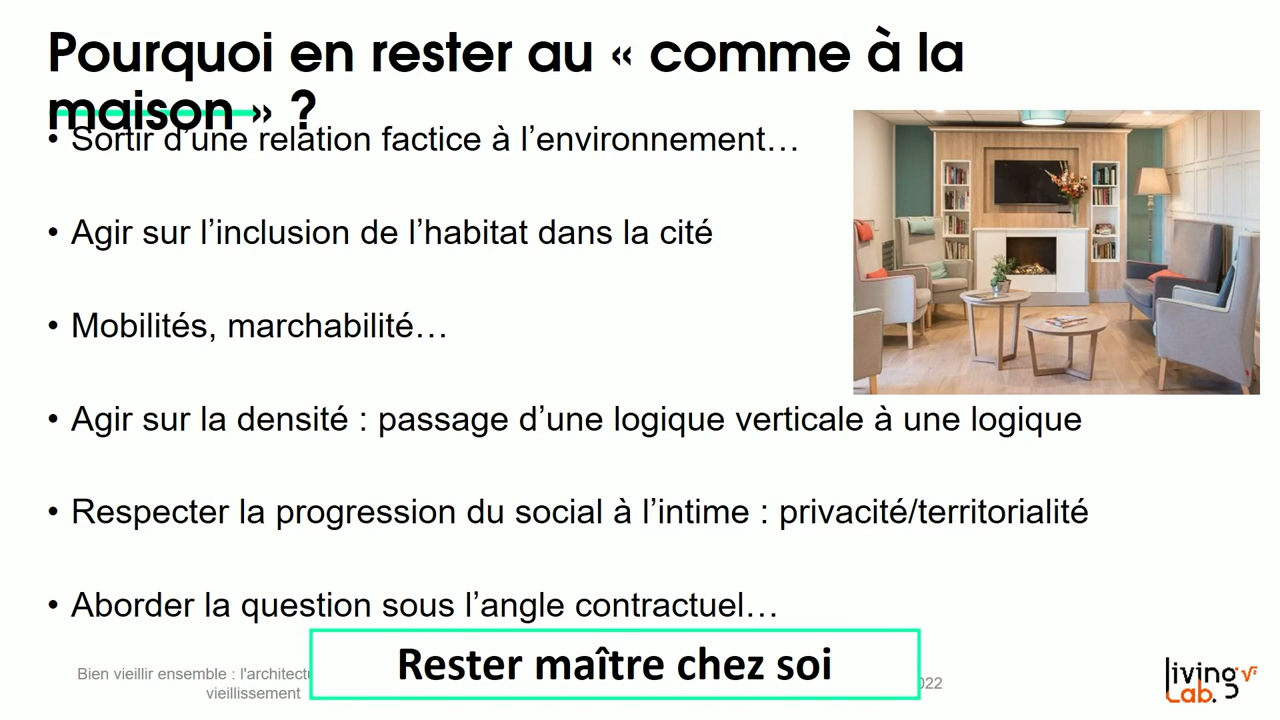 Pourquoi en rester au « comme à la
maison » ?
• Sortir d’une relation factice à l’environnement…
• Agir sur l’inclusion de l’habitat dans la cité
• Mobilités, marchabilité…
• Agir sur la densité : passage d’une logique verticale à une logique
• Respecter la progression du social à l’intime : privacité/territorialité
• Aborder la question sous l’angle contractuel…
Rester maître chez soi
Bien vieillir ensemble : l'architectu
vieillissement
022
living
Lab.